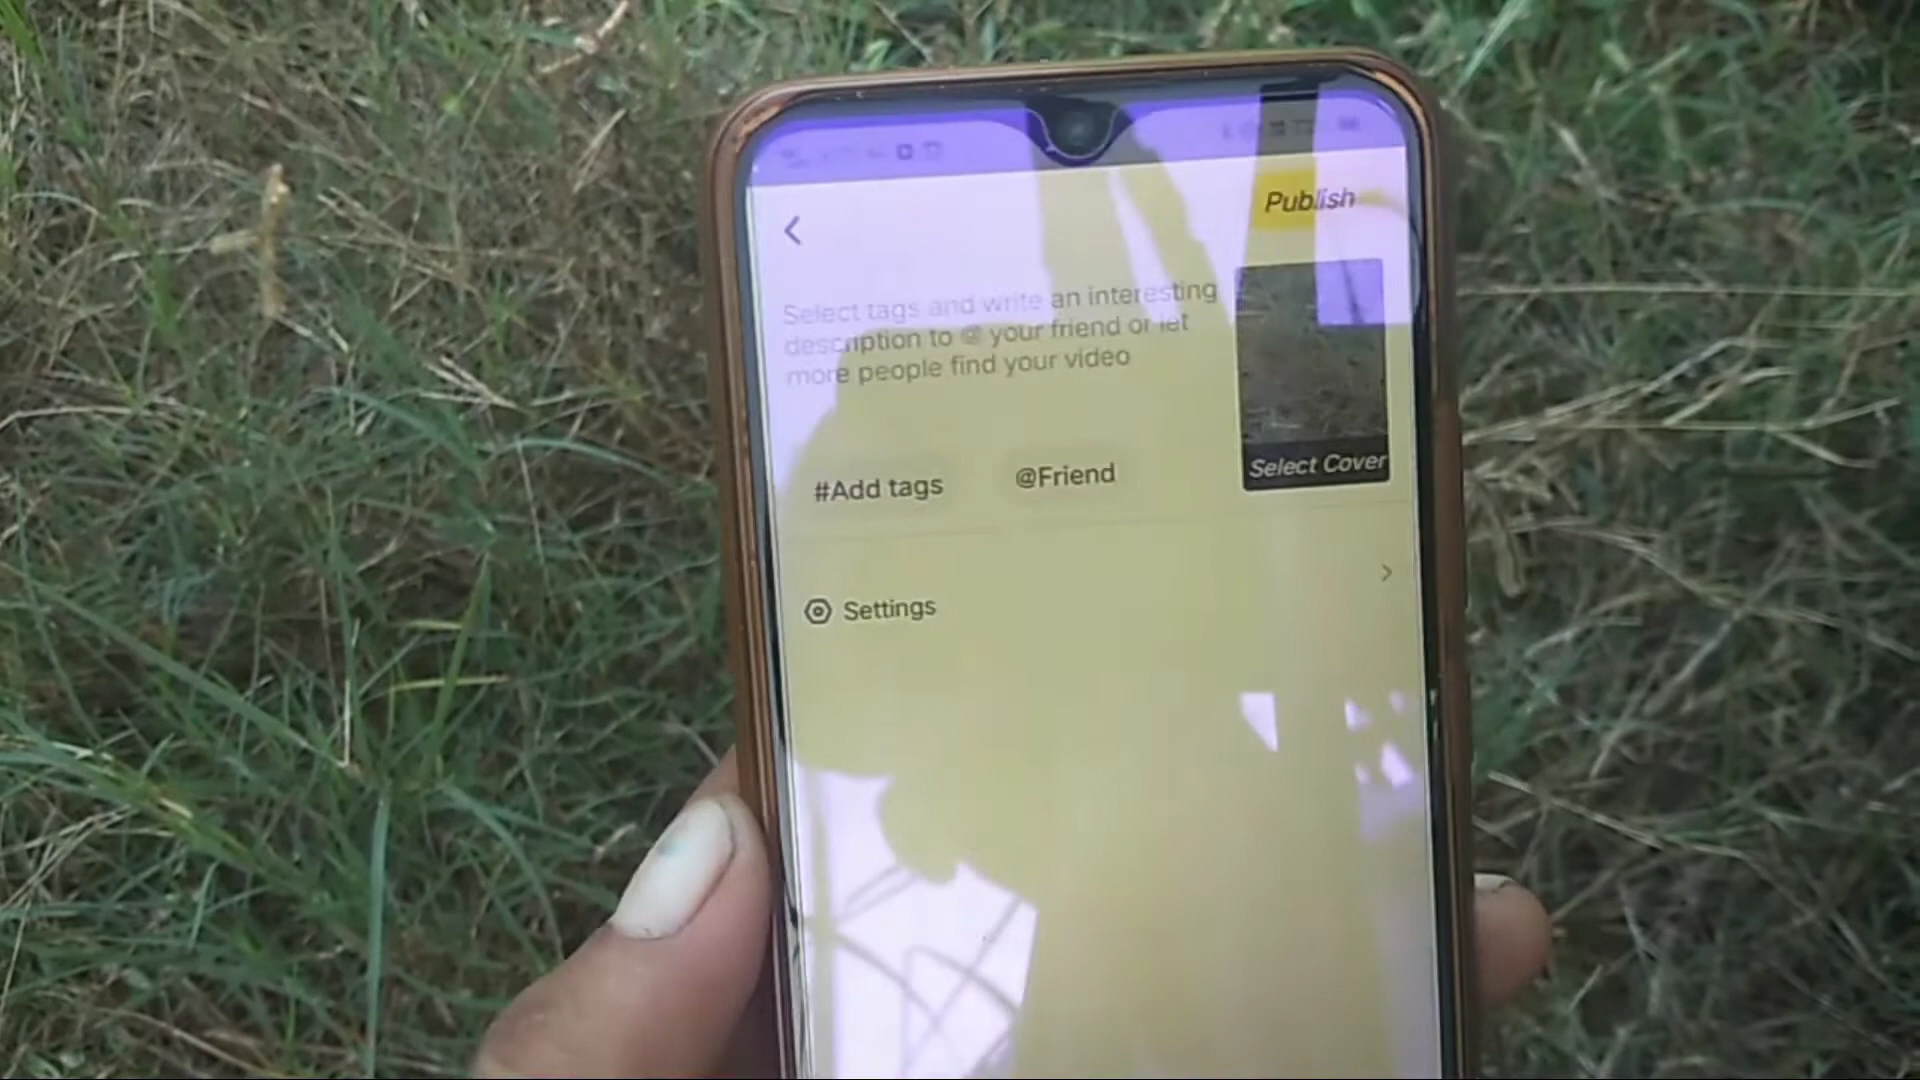 Publish
Select tags and write an interesting
description to @ your friend or let
more people find your video
Select Cover
#Add tags
@Friend
Settings